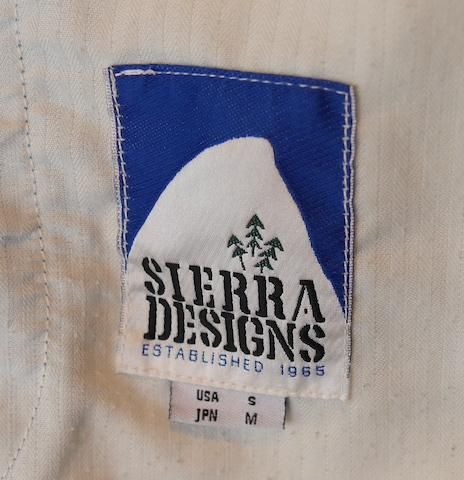 SIERRA
DESIGNS
ESTABLISHED 1965
USA S
JPN M